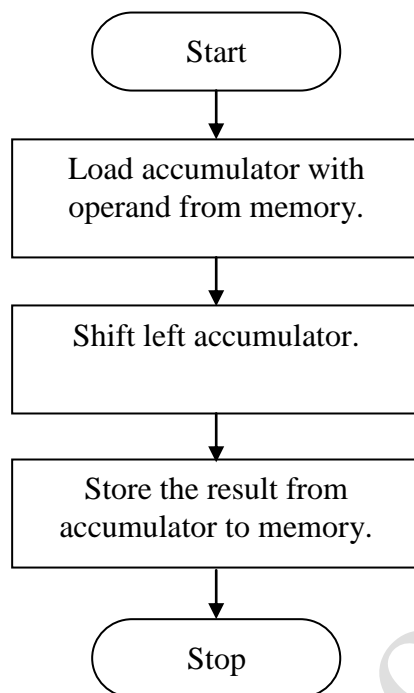 Start
Load accumulator with
operand from memory.
Shift left accumulator.
Store the result from
accumulator to memory.
Stop